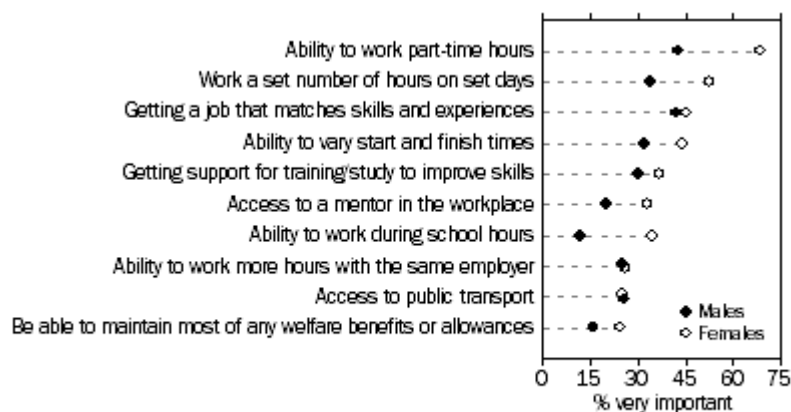 Ability to work part-time hours
Work a set number of hours on set days
Getting a job that matches skills and experiences
Ability to vary start and finish times
Getting support for training/study to improve skills
Access to a mentor in the workplace
Ability to work during school hours
Ability to work more hours with the same employer
Access to public transport
Be able to maintain most of any welfare benefits or allowances
Males
Females
0 15 30 45 60 75
% very important